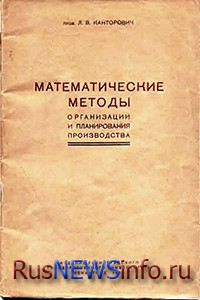 проф. Л. В. КАНТОРОВИЧ
МАТЕМАТИЧЕСКИЕ
МЕТОДЫ
ОРГАНИЗАЦИИ
И ПЛАНИРОВАНИЯ
ПРОИЗВОДСТВА
RusNEWSinfo.ru